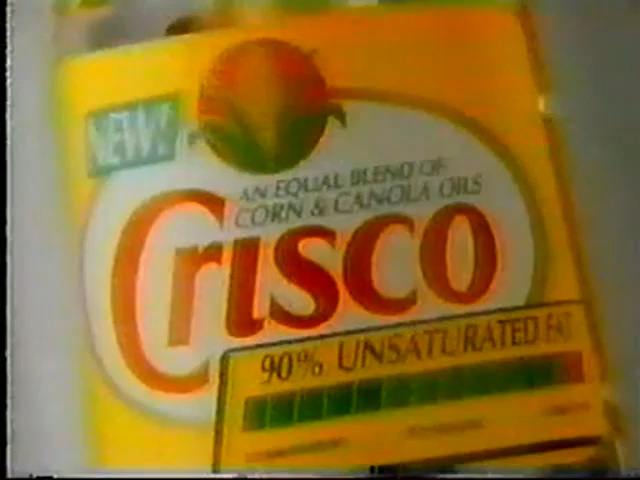 NEW!
AN EQUAL BLEND OF
CORN & CANOLA OILS
Crisco
90% UNSATURATED FAT